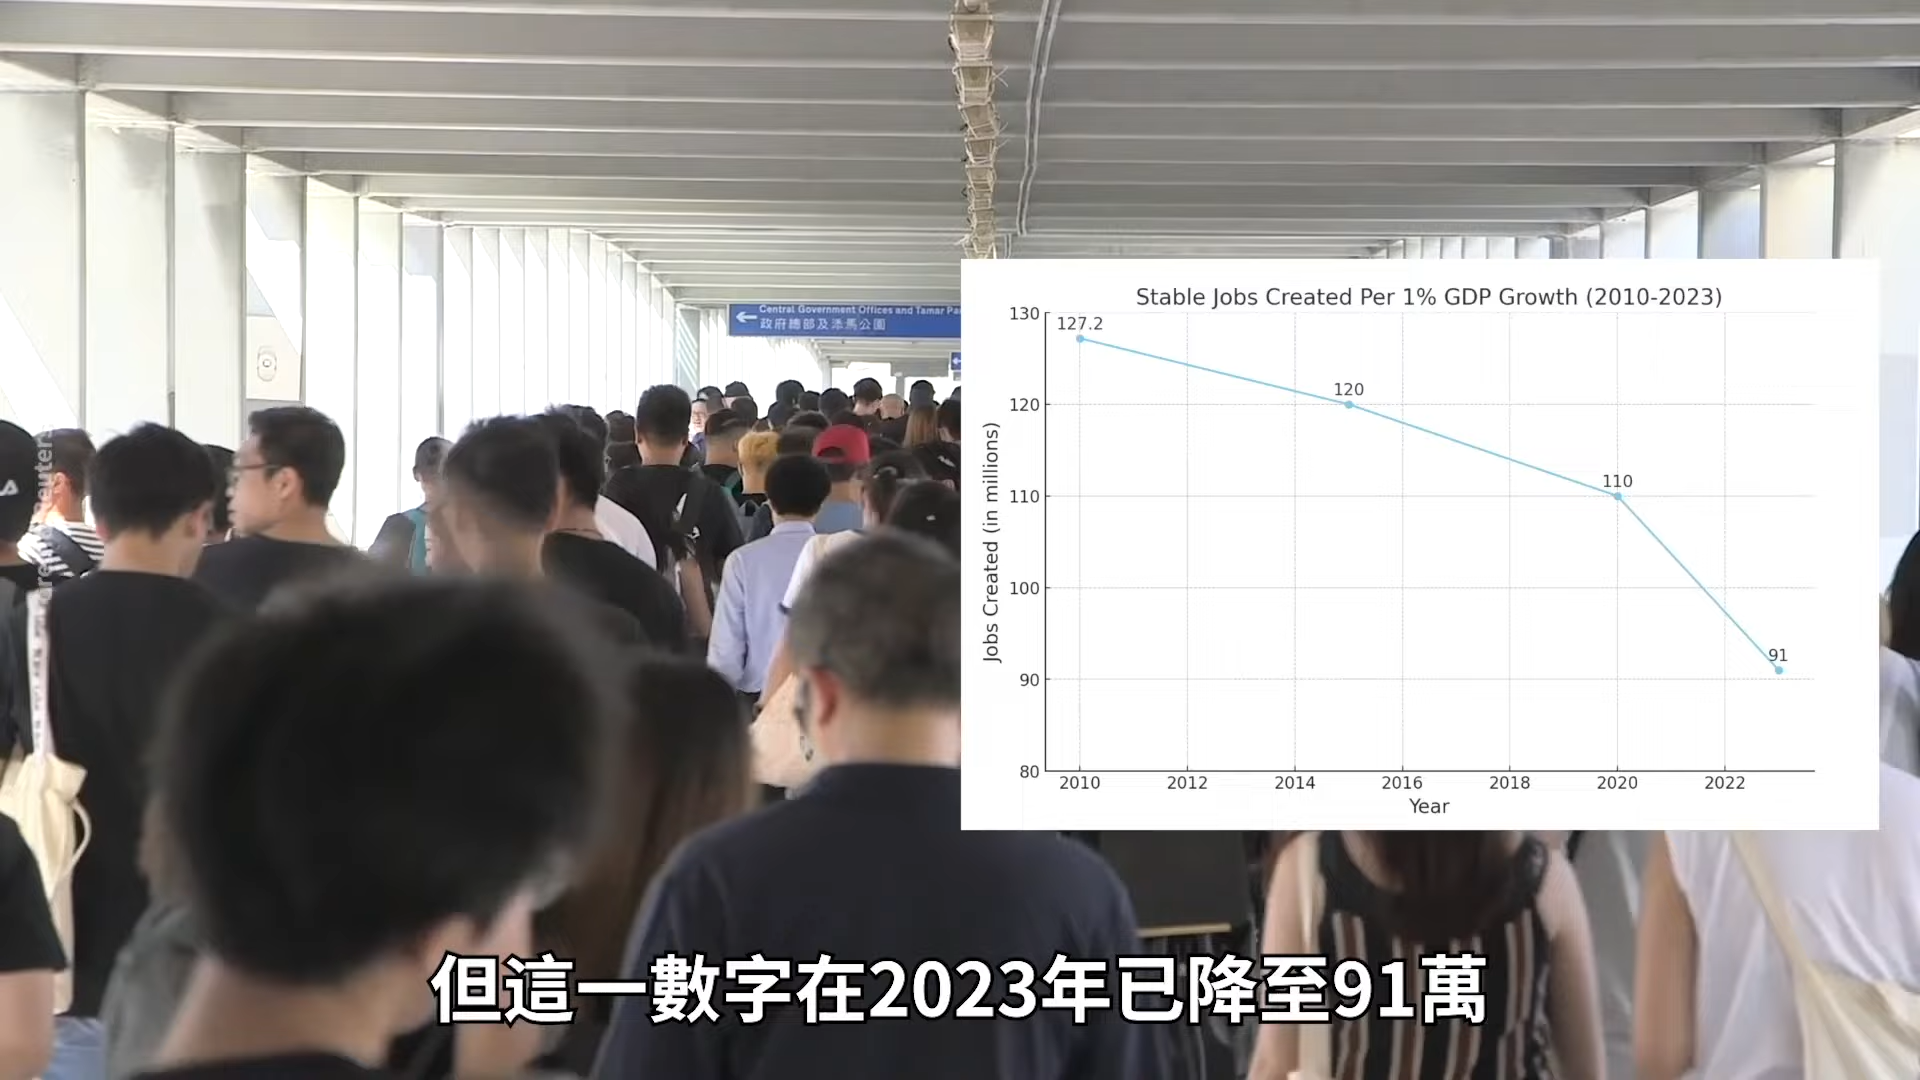 Central Government Offices and Tamar Pa
政府總部及添馬公園
Stable Jobs Created Per 1% GDP Growth (2010-2023)
130
127.2
120
120
110
110
100
91
90
80
Jobs Created (in millions)
2010 2012 2014 2016 2018 2020 2022
Year
但這一數字在2023年已降至91萬